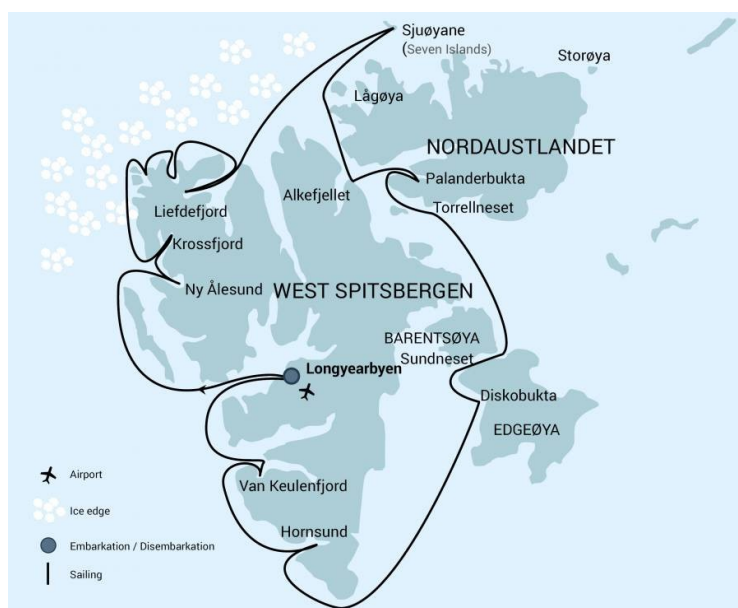 Sjuøyane
(Seven Islands)
Storøya
Lågøya
NORDAUSTLANDET
Palanderbukta
Alkefjellet
Liefdefjord
Torrellneset
Krossfjord
Ny Ålesund
WEST SPITSBERGEN
BARENTSØYA
Sundneset
Longyearbyen
Diskobukta
EDGEØYA
Van Keulenfjord
Hornsund
Airport
Ice edge
Embarkation / Disembarkation
Sailing